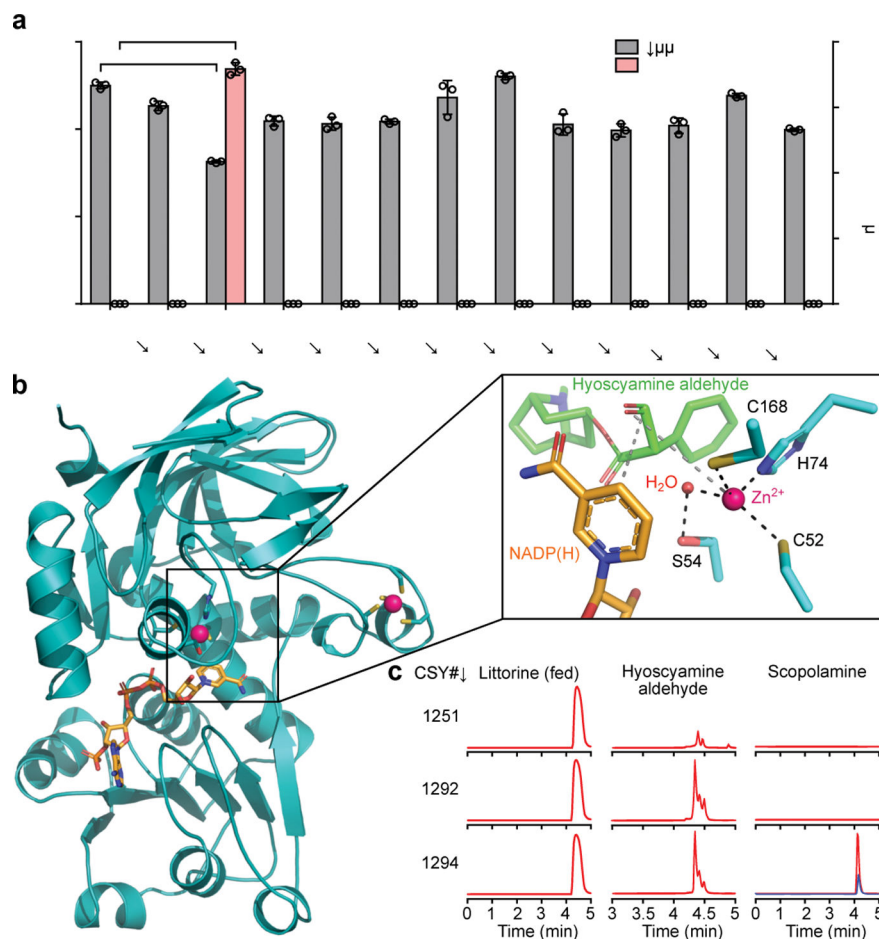 a
↓µµ
µ
b
Hyoscyamine aldehyde
C168
H74
H₂O
Zn²⁺
NADP(H)
S54
C52
c
CSY#↓
Littorine (fed)
Hyoscyamine
aldehyde
Scopolamine
1251
1292
1294
0 1 2 3 4 5
3 3.5 4 4.5 5
0 1 2 3 4 5
Time (min)
Time (min)
Time (min)